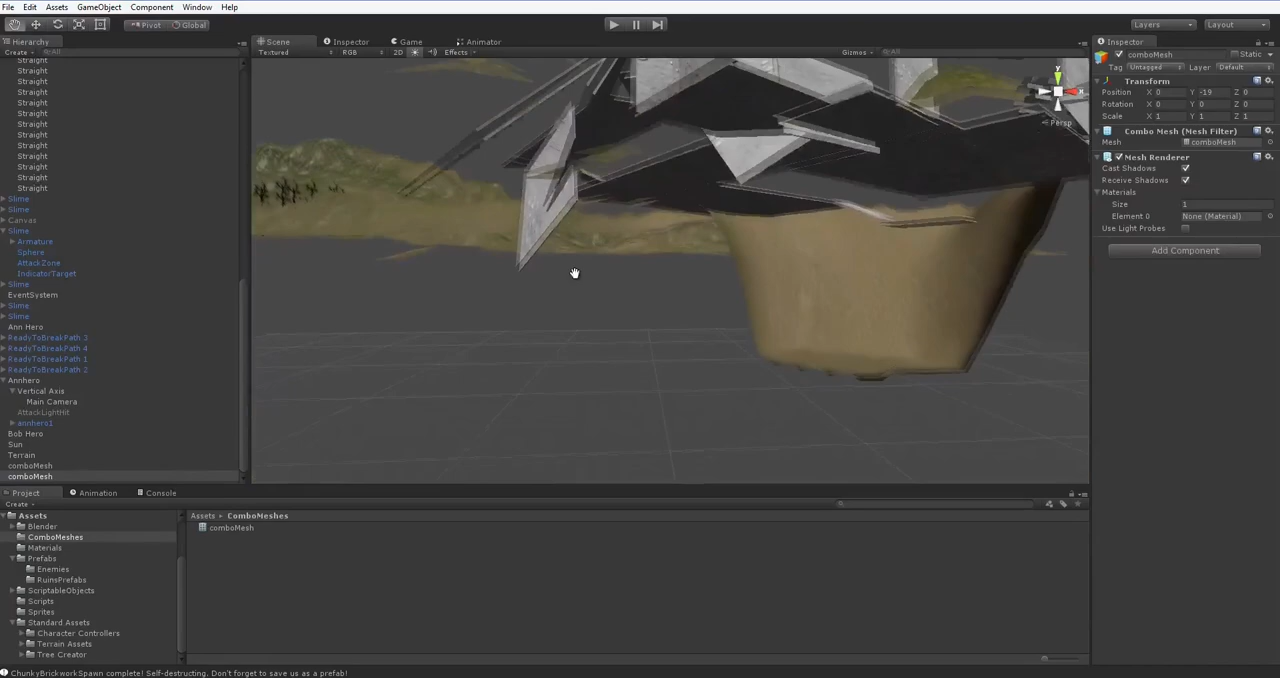 File Edit Assets GameObject Component Window Help
Pivot Global Layers Layout
Hierarchy Scene Inspector Game Animator Inspector
Create All Textured RGB 2D Effects Gizmos All comboMesh Static
Tag Untagged Layer Default
Straight
Straight
Straight
Straight
Straight
Straight
Straight
Straight
Straight
Straight
Straight
Straight
Straight
Slime
Slime
Canvas
Slime
Armature
Sphere
AttackZone
IndicatorTarget
Slime
EventSystem
Slime
Slime
Ann Hero
ReadyToBreakPath 3
ReadyToBreakPath 4
ReadyToBreakPath 1
ReadyToBreakPath 2
Annhero
Vertical Axis
Main Camera
AttackLightHit
annhero1
Bob Hero
Sun
Terrain
comboMesh
comboMesh
y
x
Persp
Transform
Position X 0 Y -19 Z 0
Rotation X 0 Y 0 Z 0
Scale X 1 Y 1 Z 1
Combo Mesh (Mesh Filter)
Mesh comboMesh
Mesh Renderer
Cast Shadows
Receive Shadows
Materials
Size 1
Element 0 None (Material)
Use Light Probes
Add Component
Project Animation Console
Create
Assets
Blender
ComboMeshes
Materials
Prefabs
Enemies
RuinsPrefabs
ScriptableObjects
Scripts
Sprites
Standard Assets
Character Controllers
Terrain Assets
Tree Creator
Assets ComboMeshes
comboMesh
ChunkyBrickworkSpawn complete! Self-destructing. Don't forget to save us as a prefab!